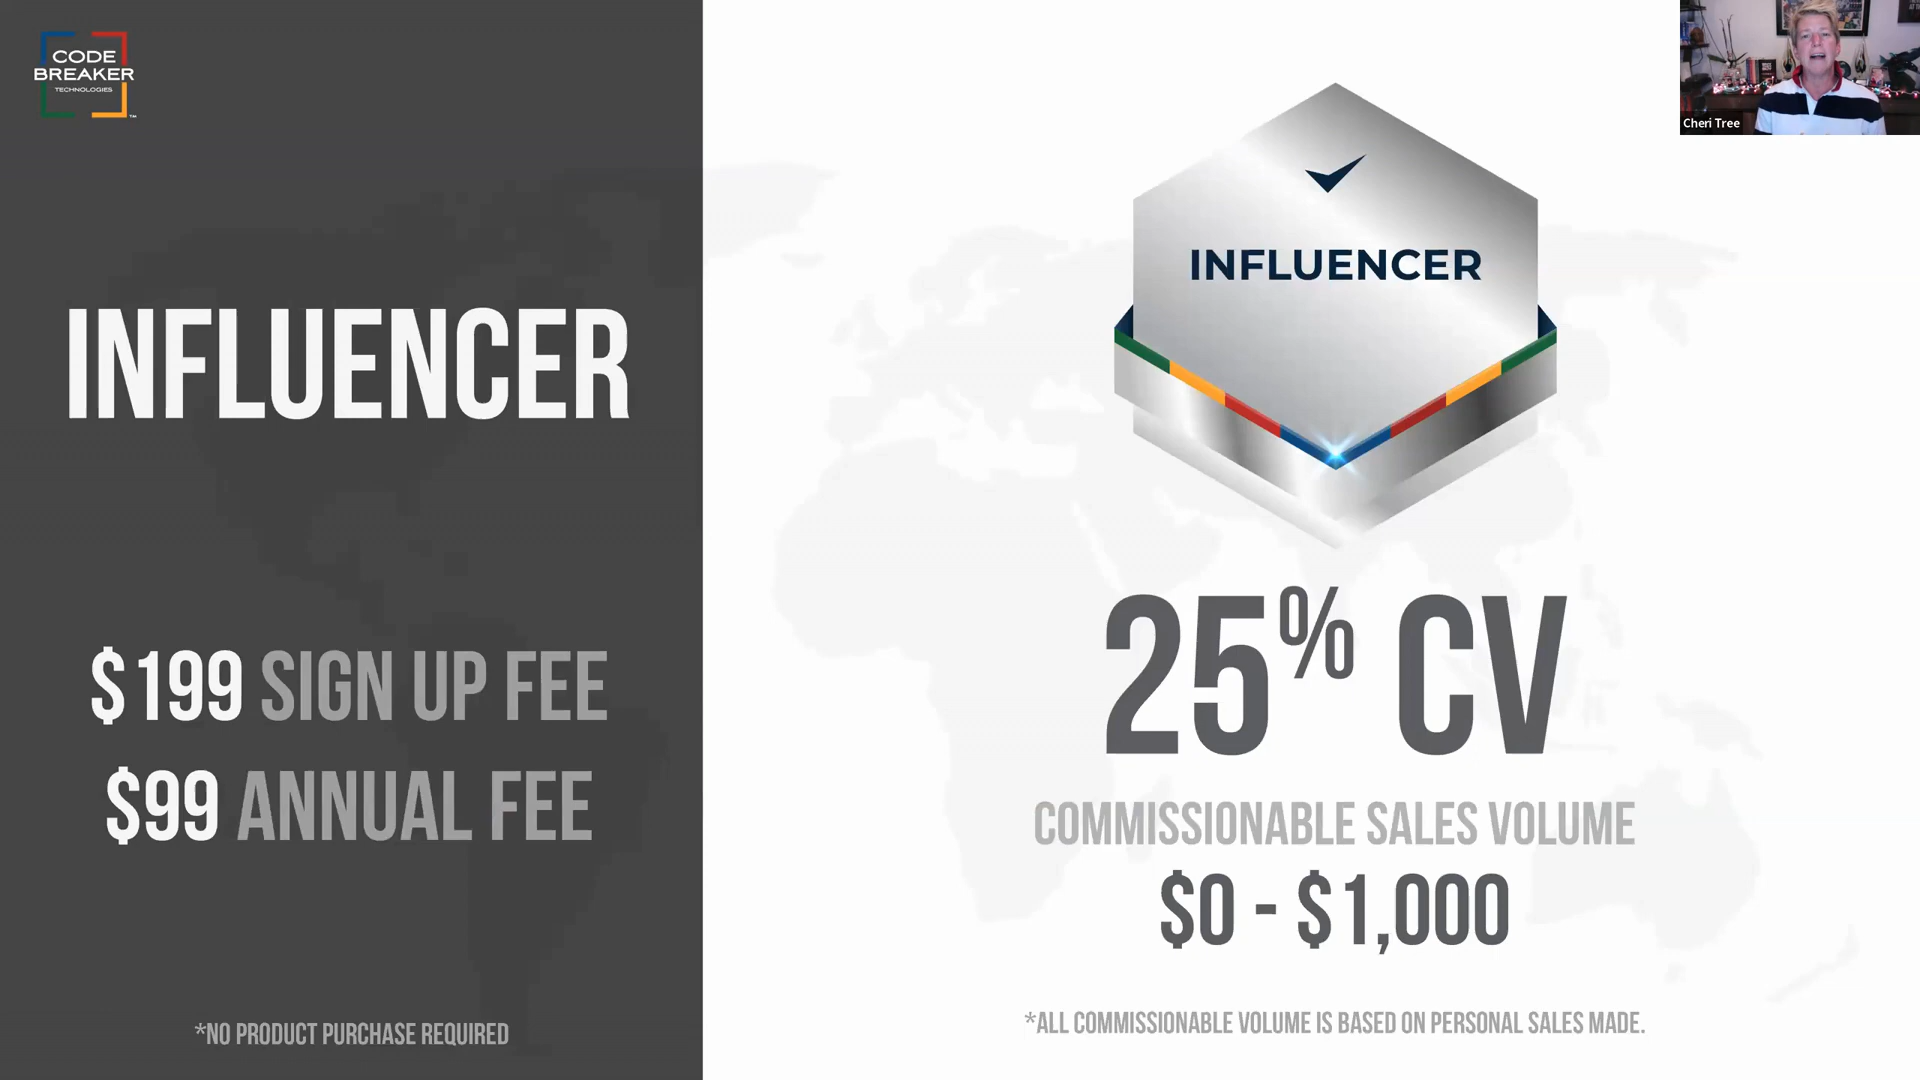 CODE
BREAKER
TECHNOLOGIES
TM
INFLUENCER
$199 SIGN UP FEE
$99 ANNUAL FEE
*NO PRODUCT PURCHASE REQUIRED
INFLUENCER
25% CV
COMMISSIONABLE SALES VOLUME
$0 - $1,000
*ALL COMMISSIONABLE VOLUME IS BASED ON PERSONAL SALES MADE.
Cheri Tree